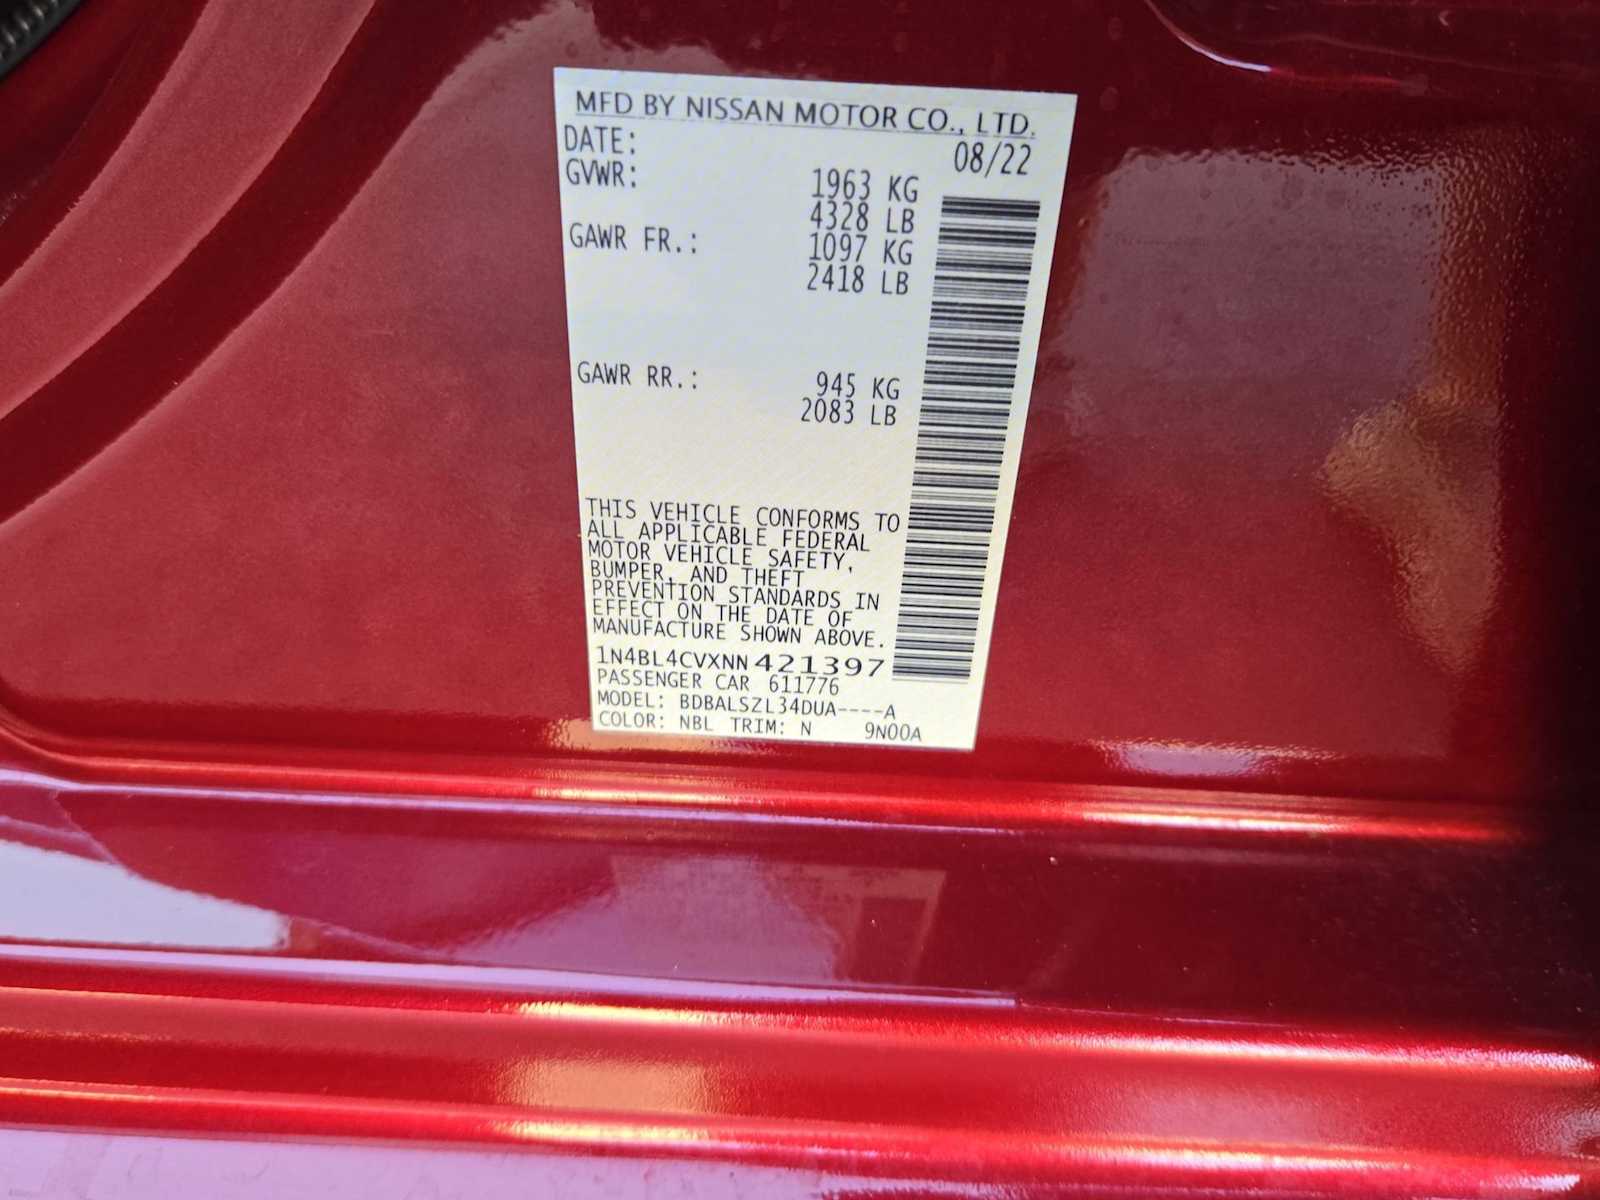 MFD BY NISSAN MOTOR CO., LTD.
DATE: 08/22
GVWR: 1963 KG
4328 LB
GAWR FR.: 1097 KG
2418 LB
GAWR RR.: 945 KG
2083 LB
THIS VEHICLE CONFORMS TO
ALL APPLICABLE FEDERAL
MOTOR VEHICLE SAFETY,
BUMPER, AND THEFT
PREVENTION STANDARDS IN
EFFECT ON THE DATE OF
MANUFACTURE SHOWN ABOVE.
1N4BL4CVXNN421397
PASSENGER CAR 611776
MODEL: BDBALSZL34DUA----A
COLOR: NBL TRIM: N 9N00A